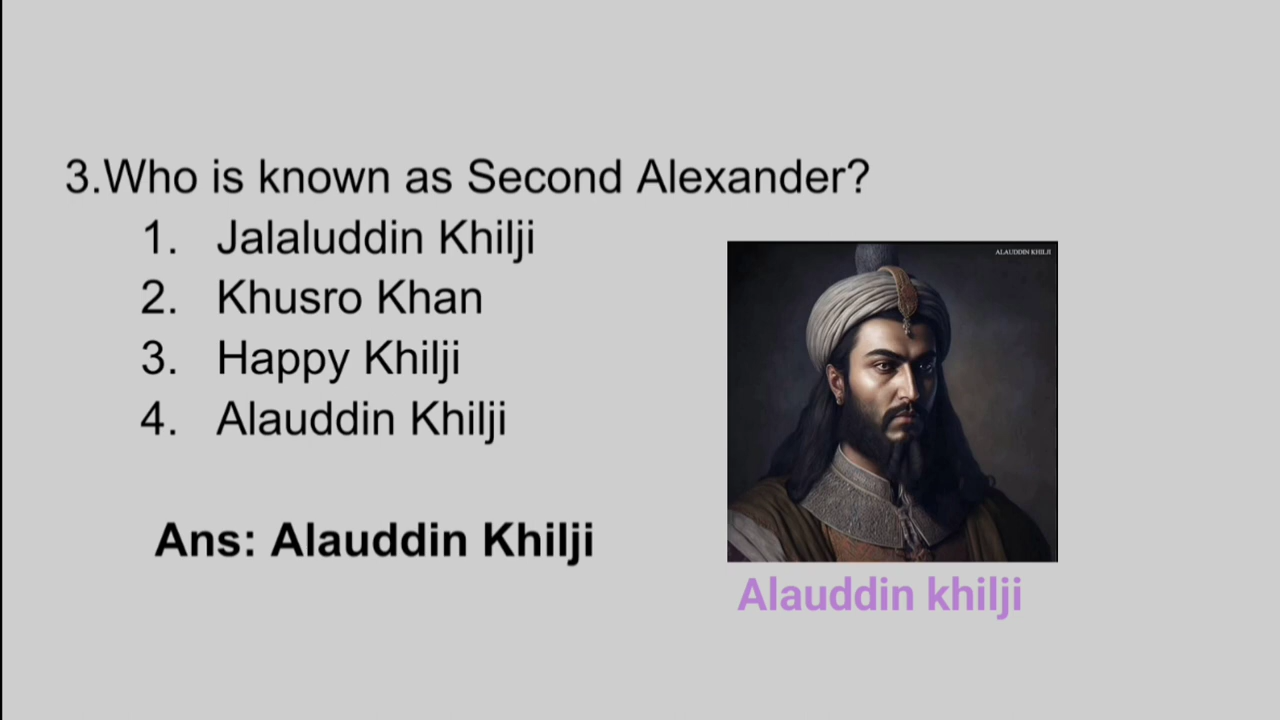 3.Who is known as Second Alexander?
1. Jalaluddin Khilji
2. Khusro Khan
3. Happy Khilji
4. Alauddin Khilji
Ans: Alauddin Khilji
ALAUDDIN KHILJI
Alauddin khilji